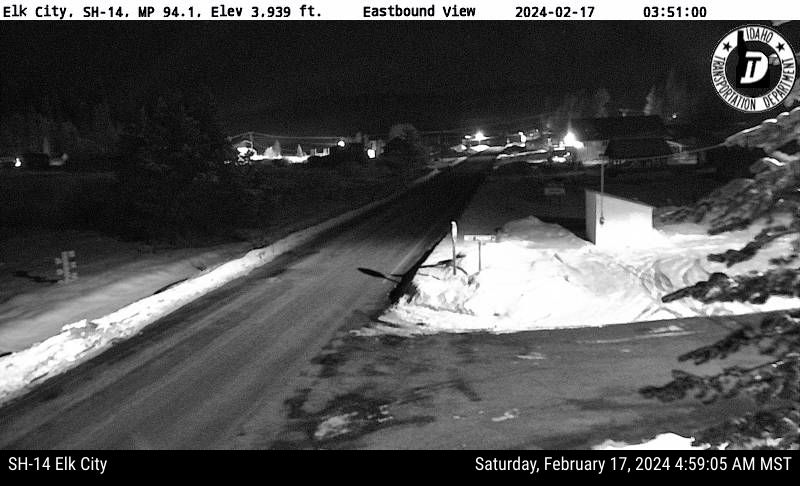 Elk City, SH-14, MP 94.1, Elev 3,939 ft. Eastbound View 2024-02-17 03:51:00
IDAHO
TRANSPORTATION DEPARTMENT
SH-14 Elk City Saturday, February 17, 2024 4:59:05 AM MST